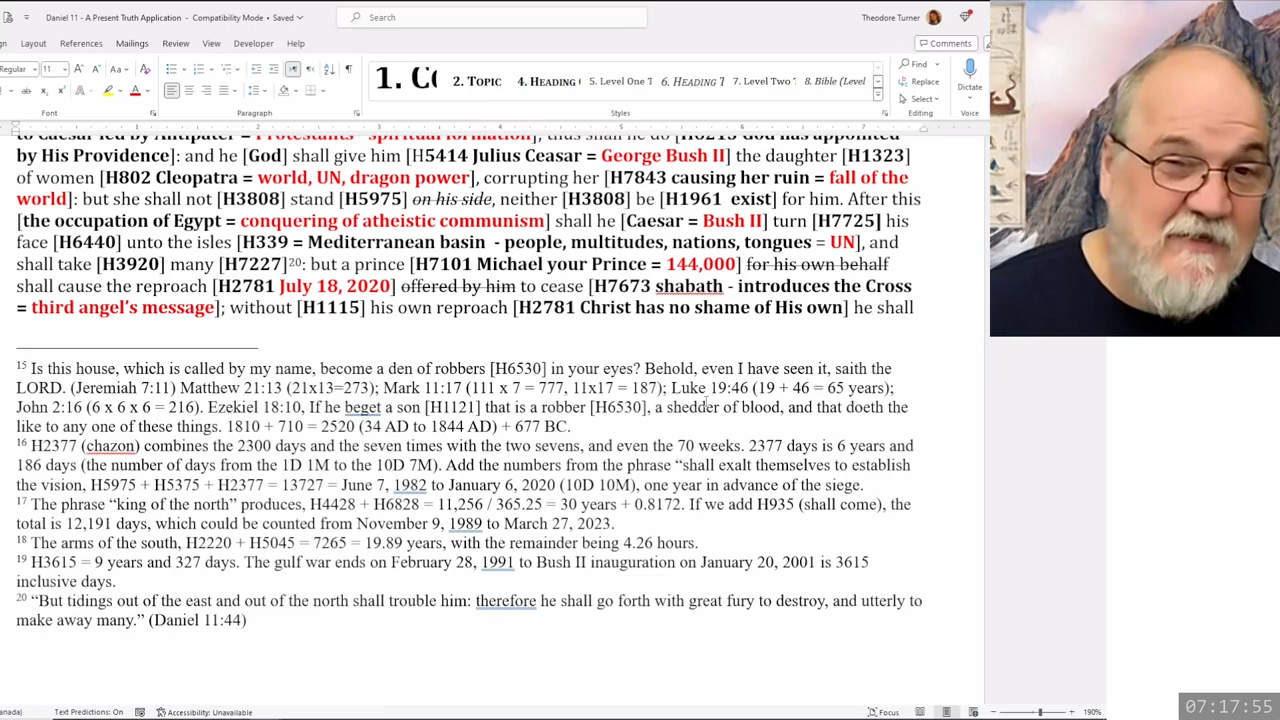 Daniel 11 - A Present Truth Application - Compatibility Mode • Saved
Search
Theodore Turner
Layout References Mailings Review View Developer Help
Comments
Regular 11
Aa
1. Co 2. TOPIC 4. HEADING 5. Level One T 6. HEADING T 7. Level Two 8. Bible (Level
Find
Replace
Select
Dictate
Font Paragraph Styles Editing Voice
by His Providence]: and he [God] shall give him [H5414 Julius Ceasar = George Bush II] the daughter [H1323]
of women [H802 Cleopatra = world, UN, dragon power], corrupting her [H7843 causing her ruin = fall of the
world]: but she shall not [H3808] stand [H5975] on his side, neither [H3808] be [H1961 exist] for him. After this
[the occupation of Egypt = conquering of atheistic communism] shall he [Caesar = Bush II] turn [H7725] his
face [H6440] unto the isles [H339 = Mediterranean basin - people, multitudes, nations, tongues = UN], and
shall take [H3920] many [H7227]20: but a prince [H7101 Michael your Prince = 144,000] for his own behalf
shall cause the reproach [H2781 July 18, 2020] offered by him to cease [H7673 shabath - introduces the Cross
= third angel's message]; without [H1115] his own reproach [H2781 Christ has no shame of His own] he shall
15 Is this house, which is called by my name, become a den of robbers [H6530] in your eyes? Behold, even I have seen it, saith the
LORD. (Jeremiah 7:11) Matthew 21:13 (21x13=273); Mark 11:17 (111 x 7 = 777, 11x17 = 187); Luke 19:46 (19 + 46 = 65 years);
John 2:16 (6 x 6 x 6 = 216). Ezekiel 18:10, If he beget a son [H1121] that is a robber [H6530], a shedder of blood, and that doeth the
like to any one of these things. 1810 + 710 = 2520 (34 AD to 1844 AD) + 677 BC.
16 H2377 (chazon) combines the 2300 days and the seven times with the two sevens, and even the 70 weeks. 2377 days is 6 years and
186 days (the number of days from the 1D 1M to the 10D 7M). Add the numbers from the phrase “shall exalt themselves to establish
the vision, H5975 + H5375 + H2377 = 13727 = June 7, 1982 to January 6, 2020 (10D 10M), one year in advance of the siege.
17 The phrase “king of the north” produces, H4428 + H6828 = 11,256 / 365.25 = 30 years + 0.8172. If we add H935 (shall come), the
total is 12,191 days, which could be counted from November 9, 1989 to March 27, 2023.
18 The arms of the south, H2220 + H5045 = 7265 = 19.89 years, with the remainder being 4.26 hours.
19 H3615 = 9 years and 327 days. The gulf war ends on February 28, 1991 to Bush II inauguration on January 20, 2001 is 3615
inclusive days.
20 “But tidings out of the east and out of the north shall trouble him: therefore he shall go forth with great fury to destroy, and utterly to
make away many.” (Daniel 11:44)
anada) Text Predictions: On Accessibility: Unavailable Focus 190%
07:17:55